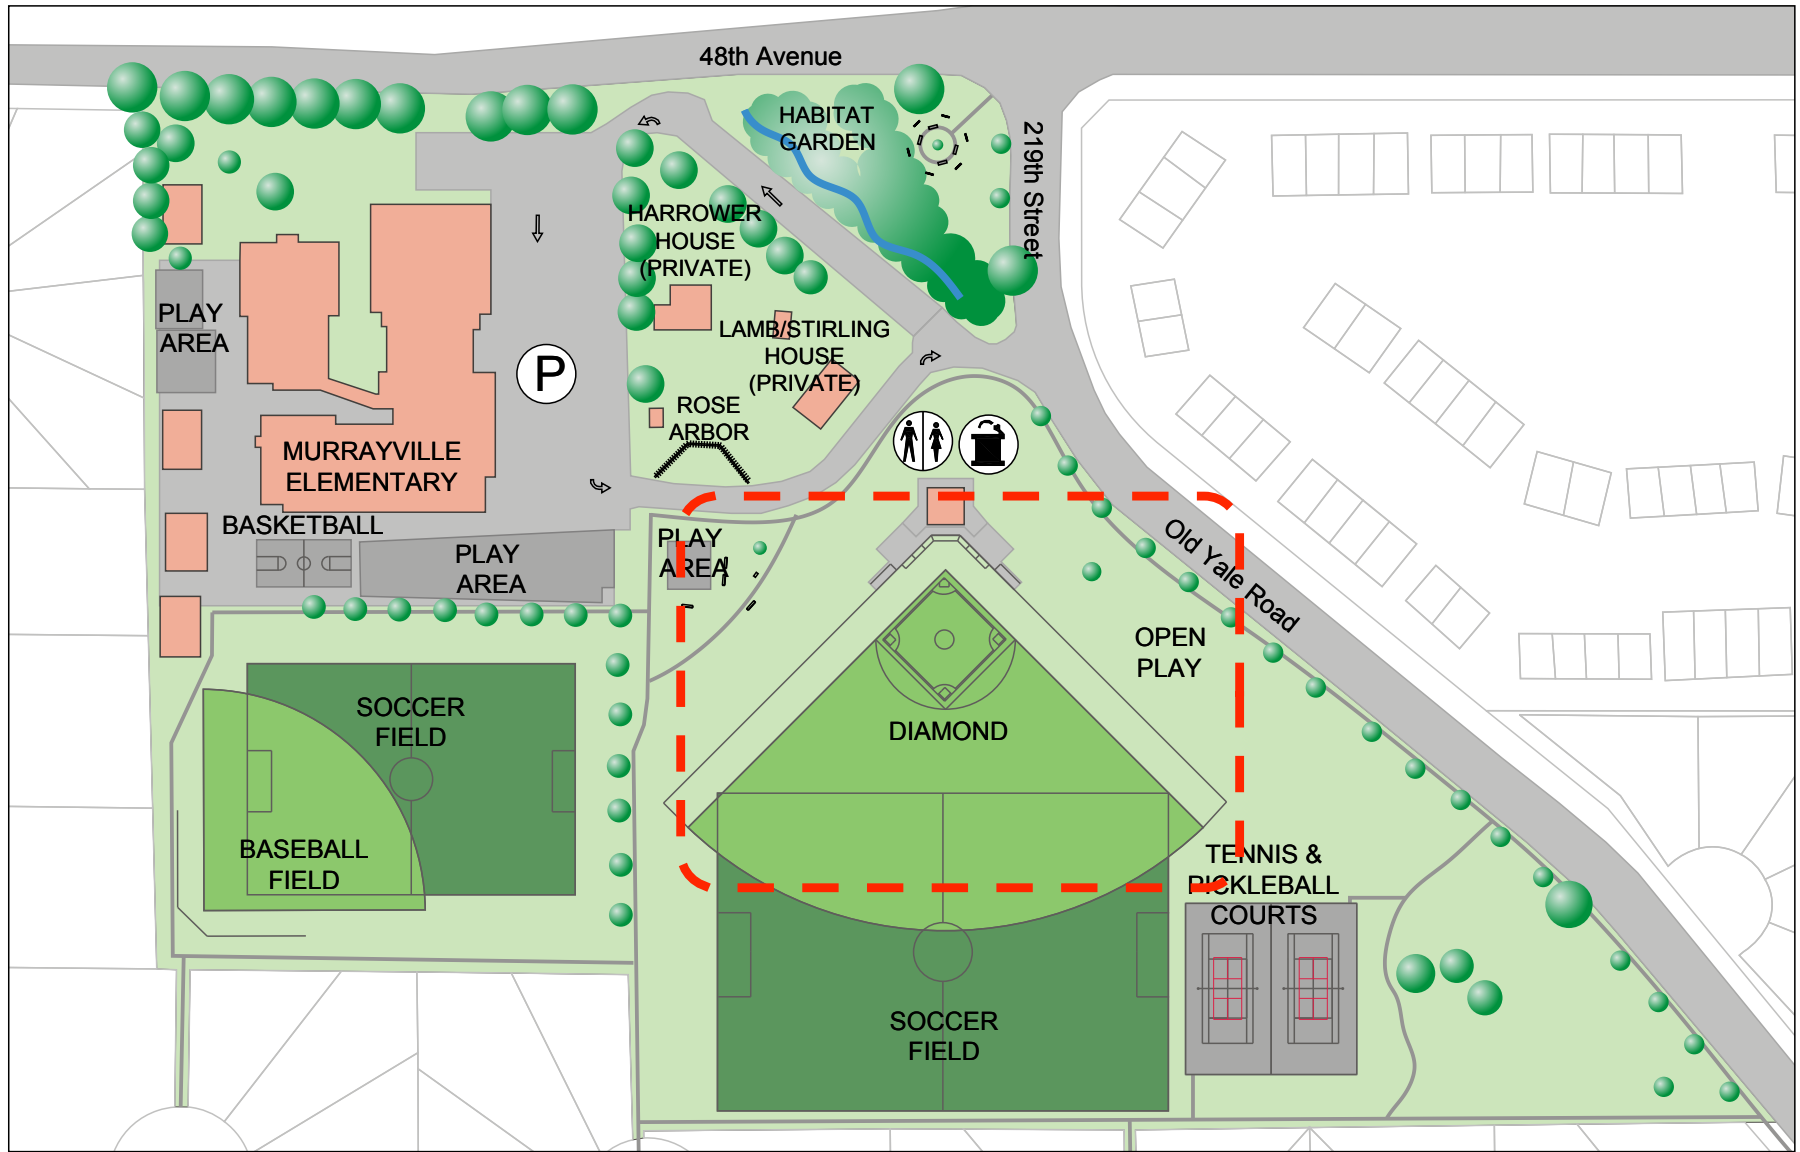 48th Avenue
HABITAT
GARDEN
219th Street
HARROWER
HOUSE
(PRIVATE)
PLAY
AREA
LAMB/STIRLING
HOUSE
(PRIVATE)
P
ROSE
ARBOR
MURRAYVILLE
ELEMENTARY
BASKETBALL
PLAY
AREA
PLAY
AREA
Old Yale Road
OPEN
PLAY
SOCCER
FIELD
DIAMOND
BASEBALL
FIELD
TENNIS &
PICKLEBALL
COURTS
SOCCER
FIELD